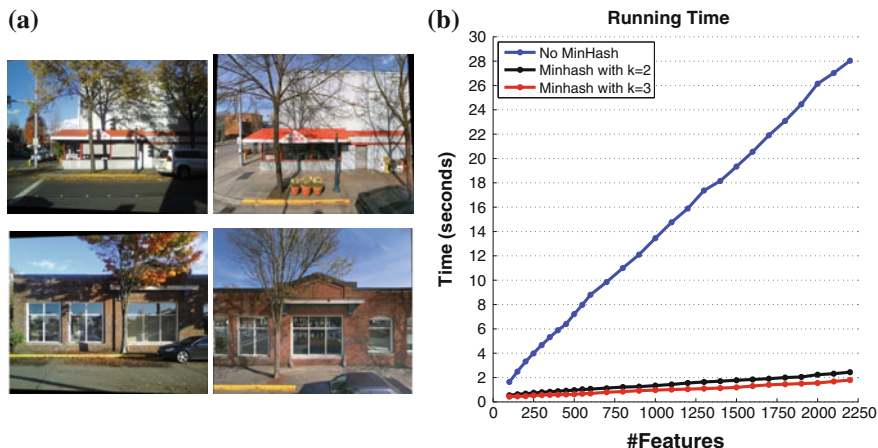 (a)
(b)
Running Time
No MinHash
Minhash with k=2
Minhash with k=3
Time (seconds)
30
28
26
24
22
20
18
16
14
12
10
8
6
4
2
0
0 250 500 750 1000 1250 1500 1750 2000 2250
#Features